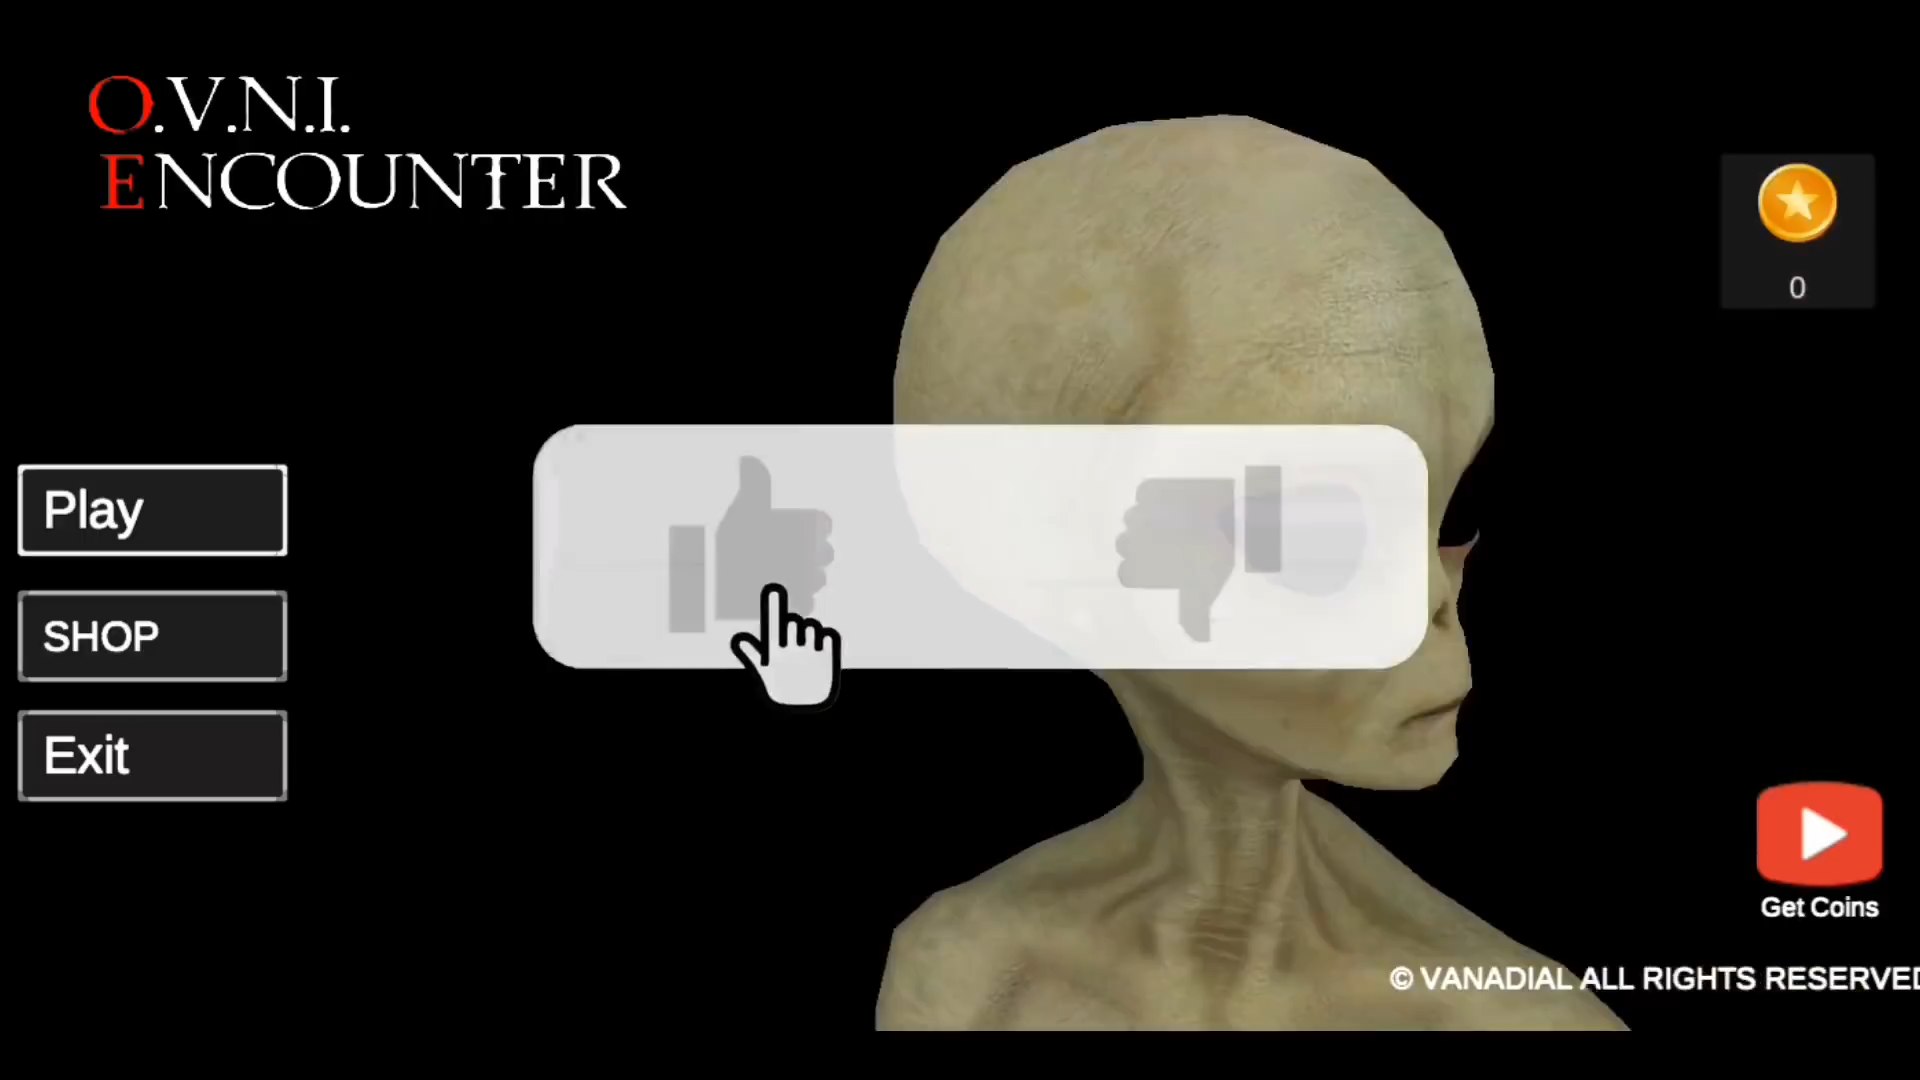 O.V.N.I.
ENCOUNTER
0
Play
SHOP
Exit
Get Coins
© VANADIAL ALL RIGHTS RESERVED